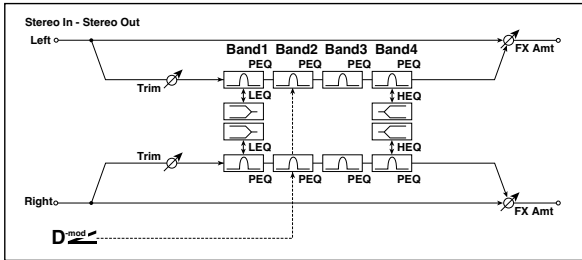 Stereo In - Stereo Out
Left
FX Amt
Band1 Band2 Band3 Band4
PEQ PEQ PEQ PEQ
Trim
LEQ HEQ
LEQ HEQ
Trim
PEQ PEQ PEQ PEQ
Right
FX Amt
D-mod